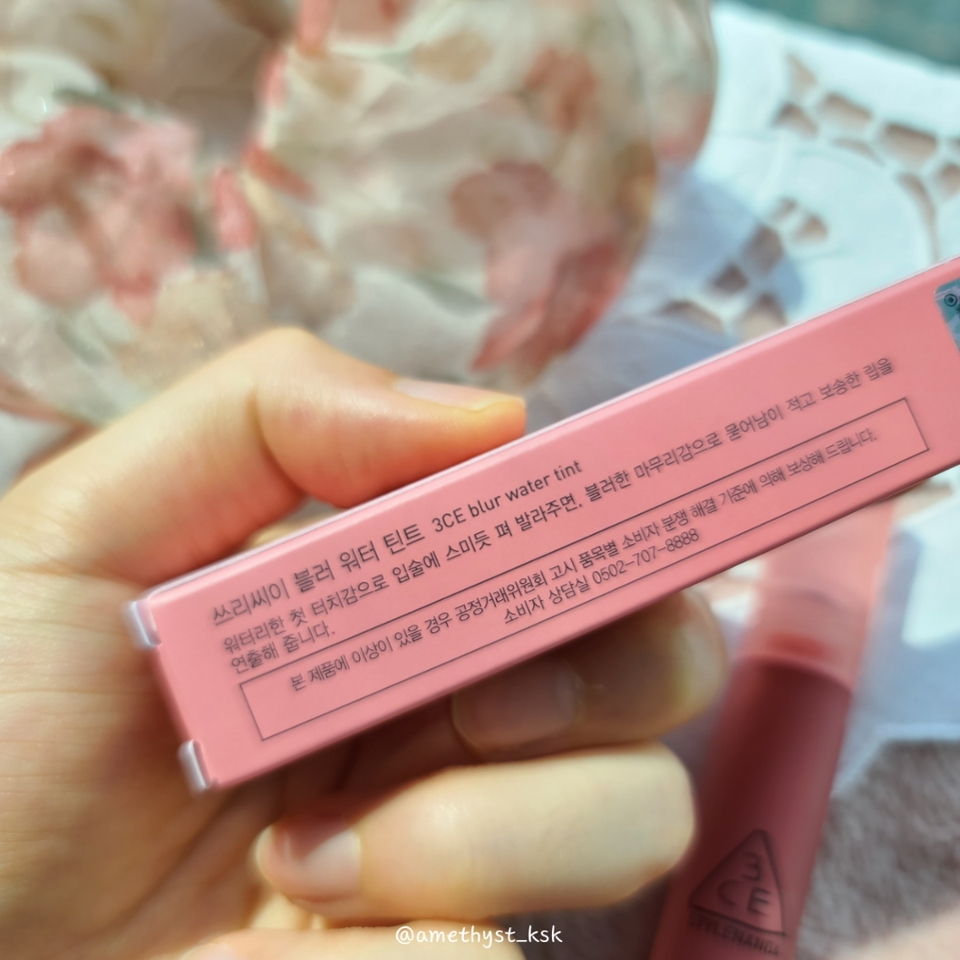 쓰리씨이 블러 워터 틴트 3CE blur water tint
워터리한 첫 터치감으로 입술에 스미듯 펴 발라주면, 블러한 마무리감으로 묻어남이 적고 보송한 립을
연출해 줍니다.
본 제품에 이상이 있을 경우 공정거래위원회 고시 품목별 소비자 분쟁 해결 기준에 의해 보상해 드립니다.
소비자 상담실 0502-707-8888
3
CE
STYLENANDA
@amethyst_ksk